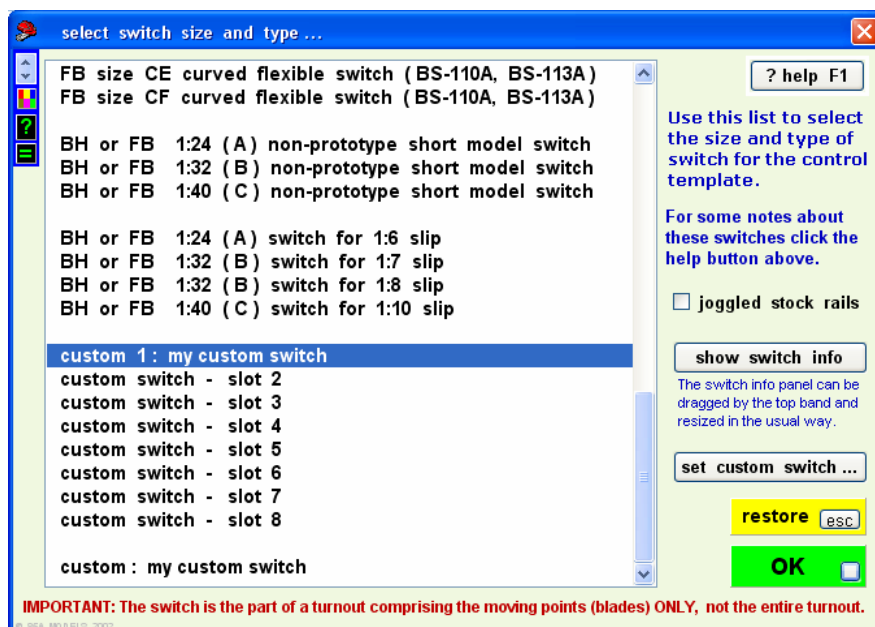 select switch size and type ...
FB size CE curved flexible switch (BS-110A, BS-113A)
FB size CF curved flexible switch (BS-110A, BS-113A)
BH or FB 1:24 (A) non-prototype short model switch
BH or FB 1:32 (B) non-prototype short model switch
BH or FB 1:40 (C) non-prototype short model switch
BH or FB 1:24 (A) switch for 1:6 slip
BH or FB 1:32 (B) switch for 1:7 slip
BH or FB 1:32 (B) switch for 1:8 slip
BH or FB 1:40 (C) switch for 1:10 slip
custom 1: my custom switch
custom switch - slot 2
custom switch - slot 3
custom switch - slot 4
custom switch - slot 5
custom switch - slot 6
custom switch - slot 7
custom switch - slot 8
custom: my custom switch
? help F1
Use this list to select
the size and type of
switch for the control
template.
For some notes about
these switches click the
help button above.
joggled stock rails
show switch info
The switch info panel can be
dragged by the top band and
resized in the usual way.
set custom switch ...
restore esc
OK
IMPORTANT: The switch is the part of a turnout comprising the moving points (blades) ONLY, not the entire turnout.